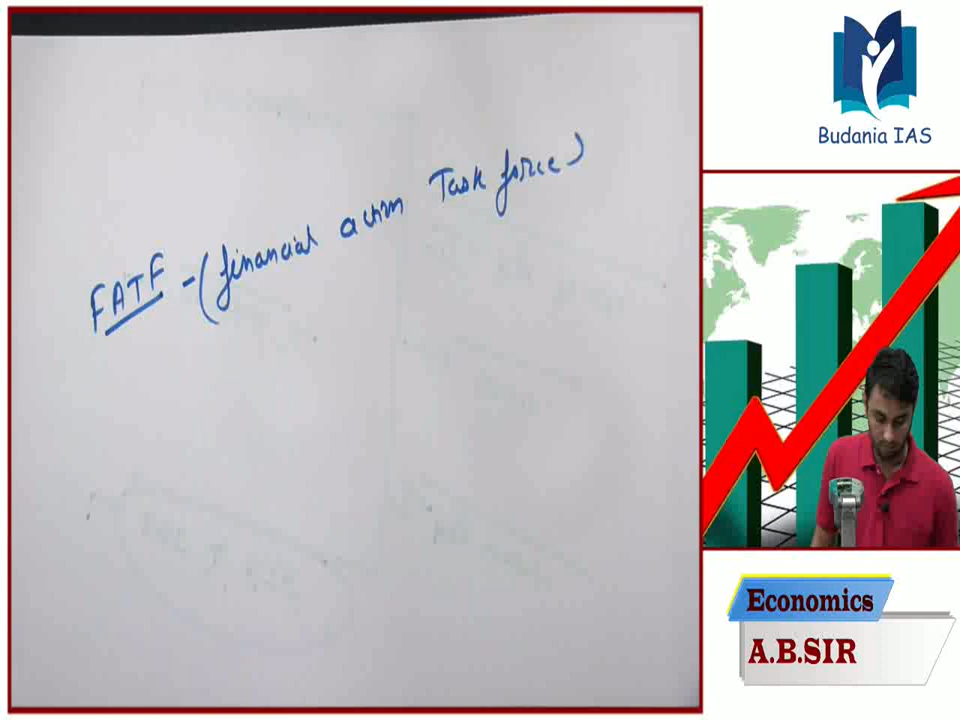 Budania IAS
FATF - (financial action Task force)
Economics
A.B.SIR